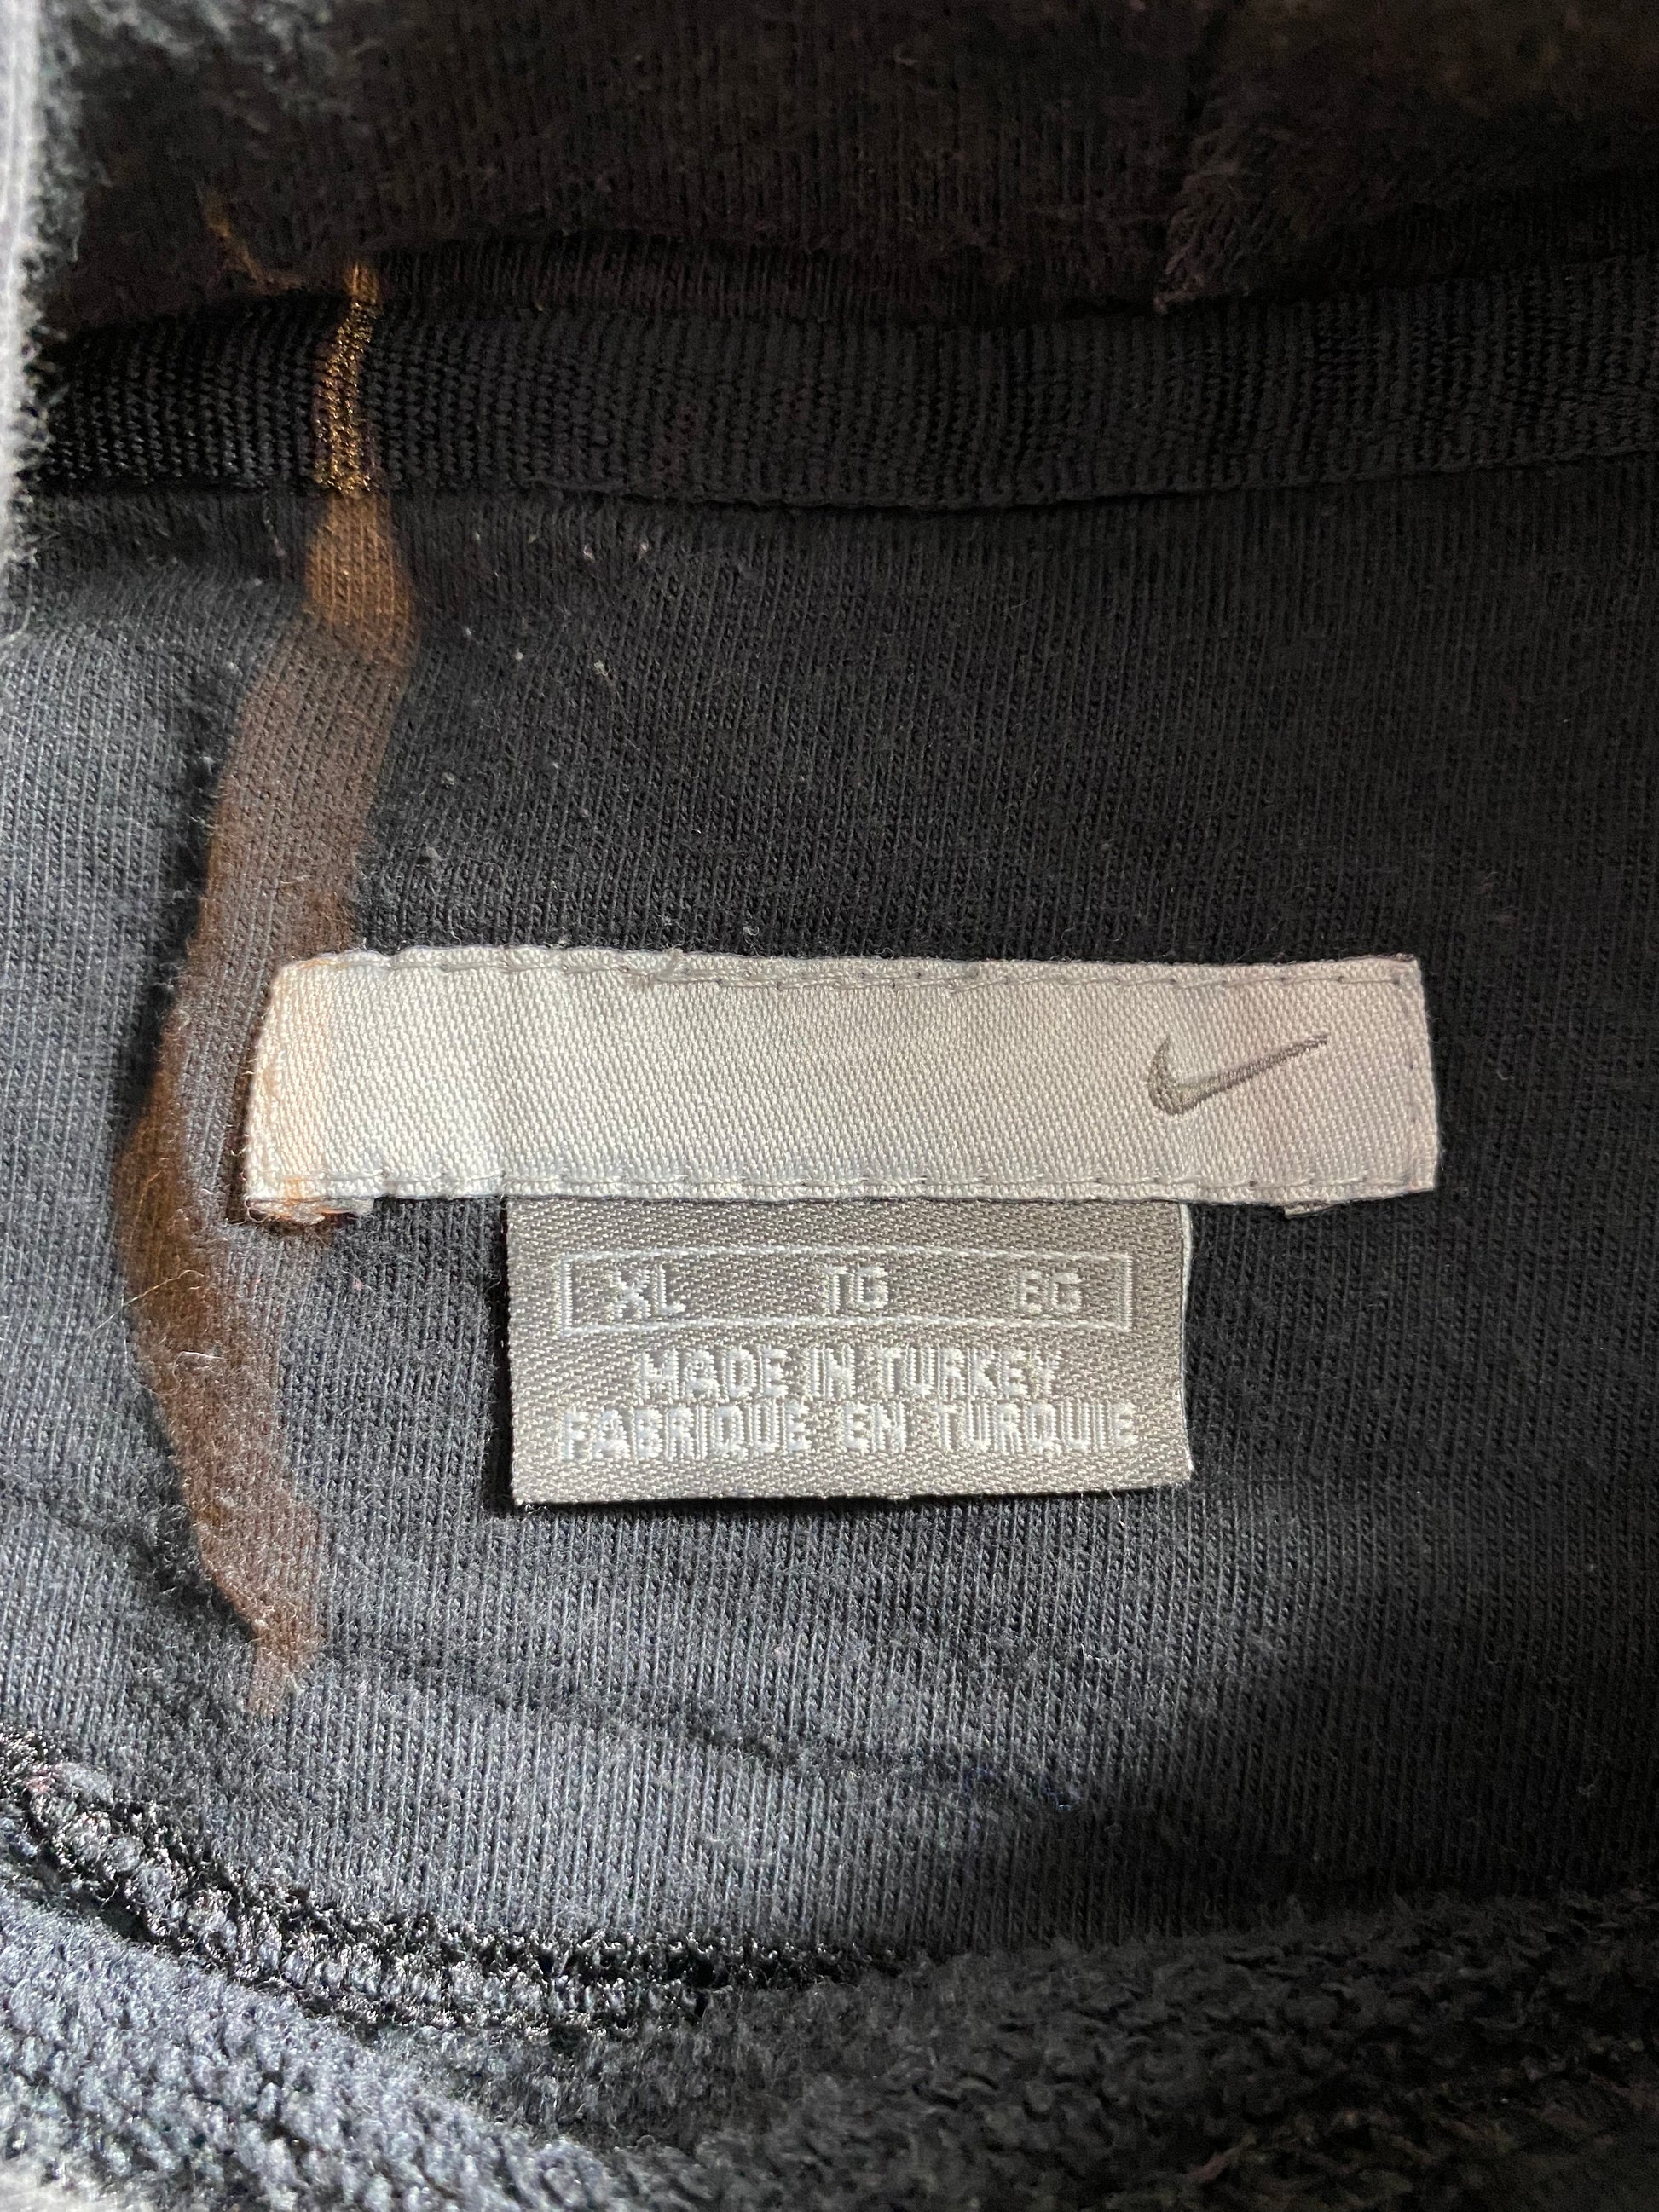 XL TG EG
MADE IN TURKEY
FABRIQUE EN TURQUIE